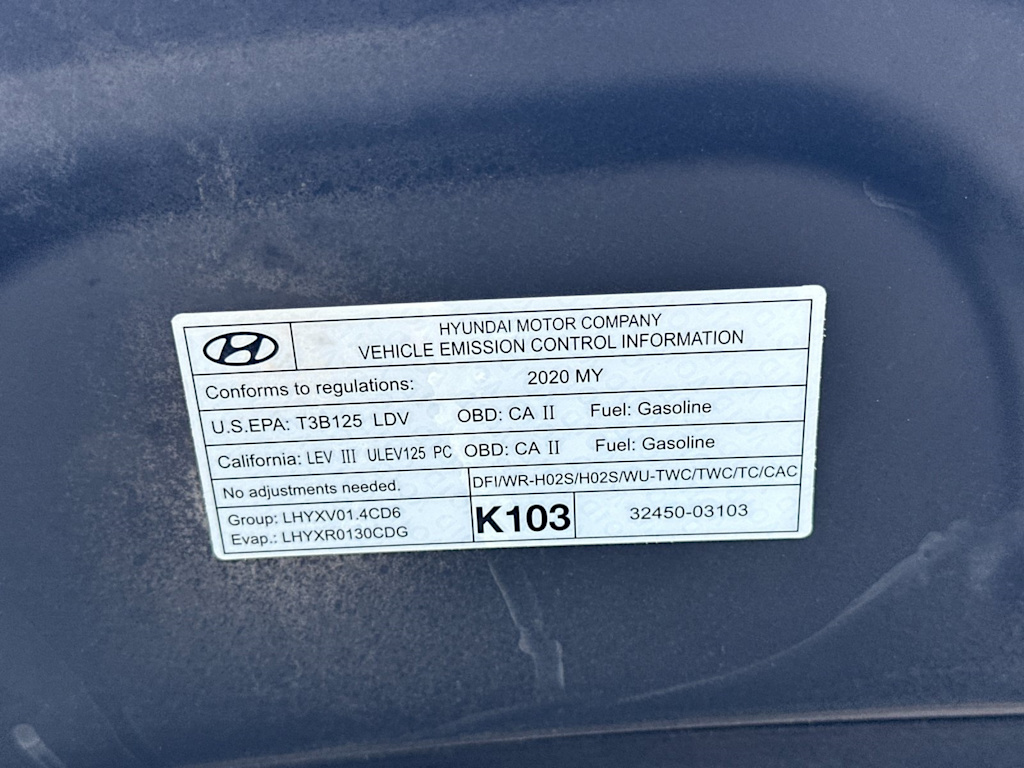 HYUNDAI MOTOR COMPANY
VEHICLE EMISSION CONTROL INFORMATION
Conforms to regulations: 2020 MY
U.S.EPA: T3B125 LDV OBD: CA II Fuel: Gasoline
California: LEV III ULEV125 PC OBD: CA II Fuel: Gasoline
No adjustments needed. DFI/WR-H02S/H02S/WU-TWC/TWC/TC/CAC
Group: LHYXV01.4CD6
Evap.: LHYXR0130CDG
K103
32450-03103